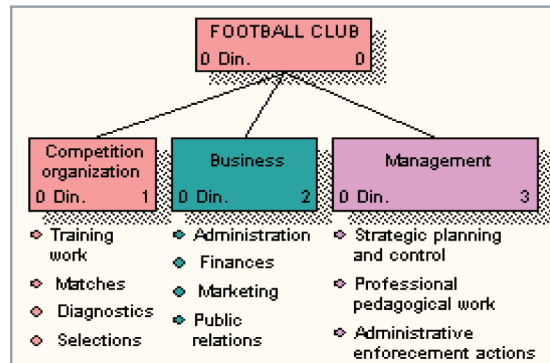 FOOTBALL CLUB
0 Din. 0
Competition
organization
0 Din. 1
Business
0 Din. 2
Management
0 Din. 3
Training
work
Matches
Diagnostics
Selections
Administration
Finances
Marketing
Public
relations
Strategic planning
and control
Professional
pedagogical work
Administrative
enforecement actions